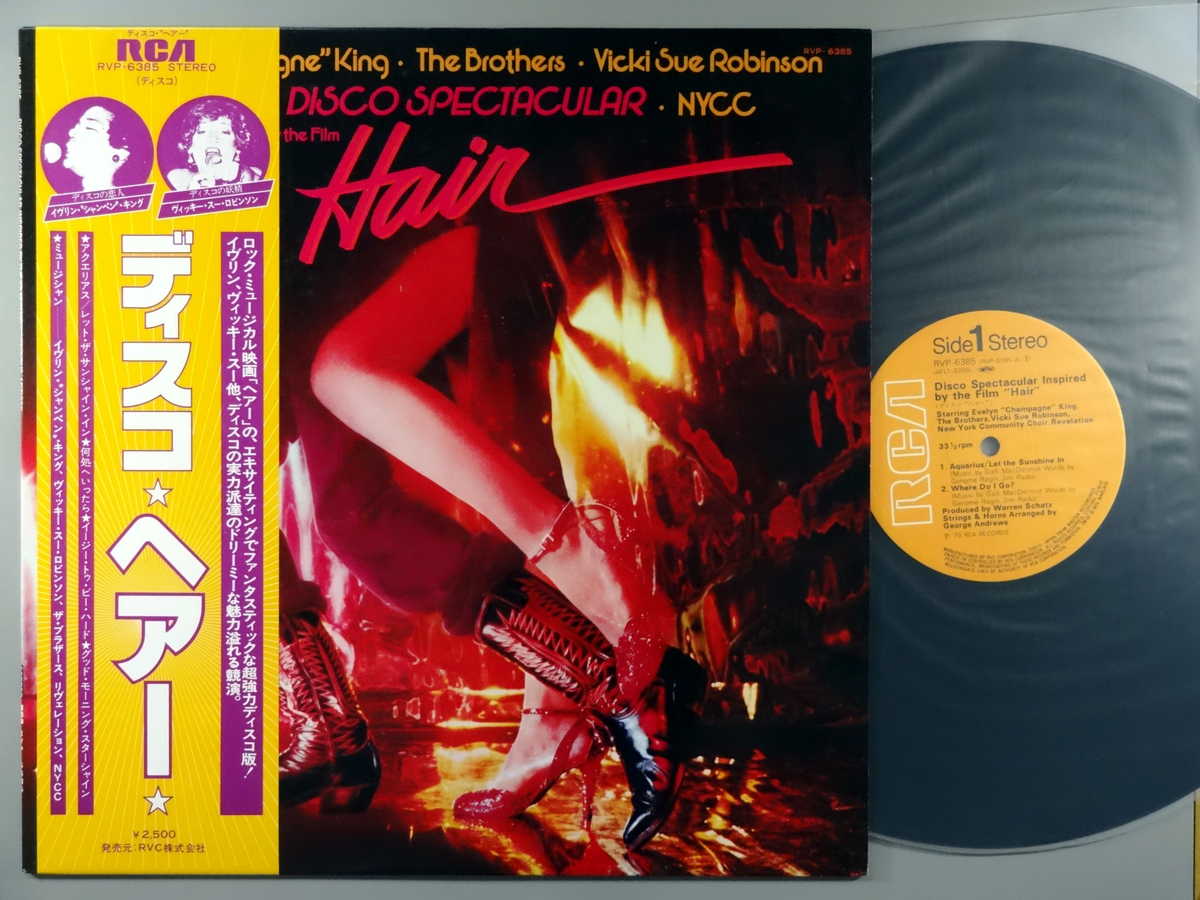 ディスコ・"ヘアー"
RCA
RVP-6385 STEREO
(ディスコ)
ディスコの恋人
イヴリン・"シャンペン"・キング
ディスコの妖精
ヴィッキー・スー・ロビンソン
ロック・ミュージカル映画「ヘアー」の、エキサイティングでファンタスティックな超強力ディスコ版!
イヴリン、ヴィッキー・スー他、ディスコの実力派達のドリーミーな魅力溢れる競演。
ディスコ★ヘアー★
★アクエリアス/レット・ザ・サンシャイン・イン★何処へいったら★イージー・トゥ・ビー・ハード★グッド・モーニング・スターシャイン
★ミュージシャン——イヴリン・"シャンペン"・キング、ヴィッキー・スー・ロビンソン、ザ・ブラザーズ、リヴェレーション、NYCC
¥2,500
発売元:RVC株式会社
RVP-6385
gne" King · The Brothers · Vicki Sue Robinson
DISCO SPECTACULAR · NYCC
the Film
Hair
Side 1 Stereo
RVP-6385
RCA
Disco Spectacular Inspired
by the Film "Hair"
Starring Evelyn "Champagne" King,
The Brothers, Vicki Sue Robinson,
New York Community Choir Revelation
33 1/3 rpm
1. Aquarius/Let the Sunshine In
2. Where Do I Go?
Produced by Warren Schatz
Strings & Horns Arranged by
George Andrews